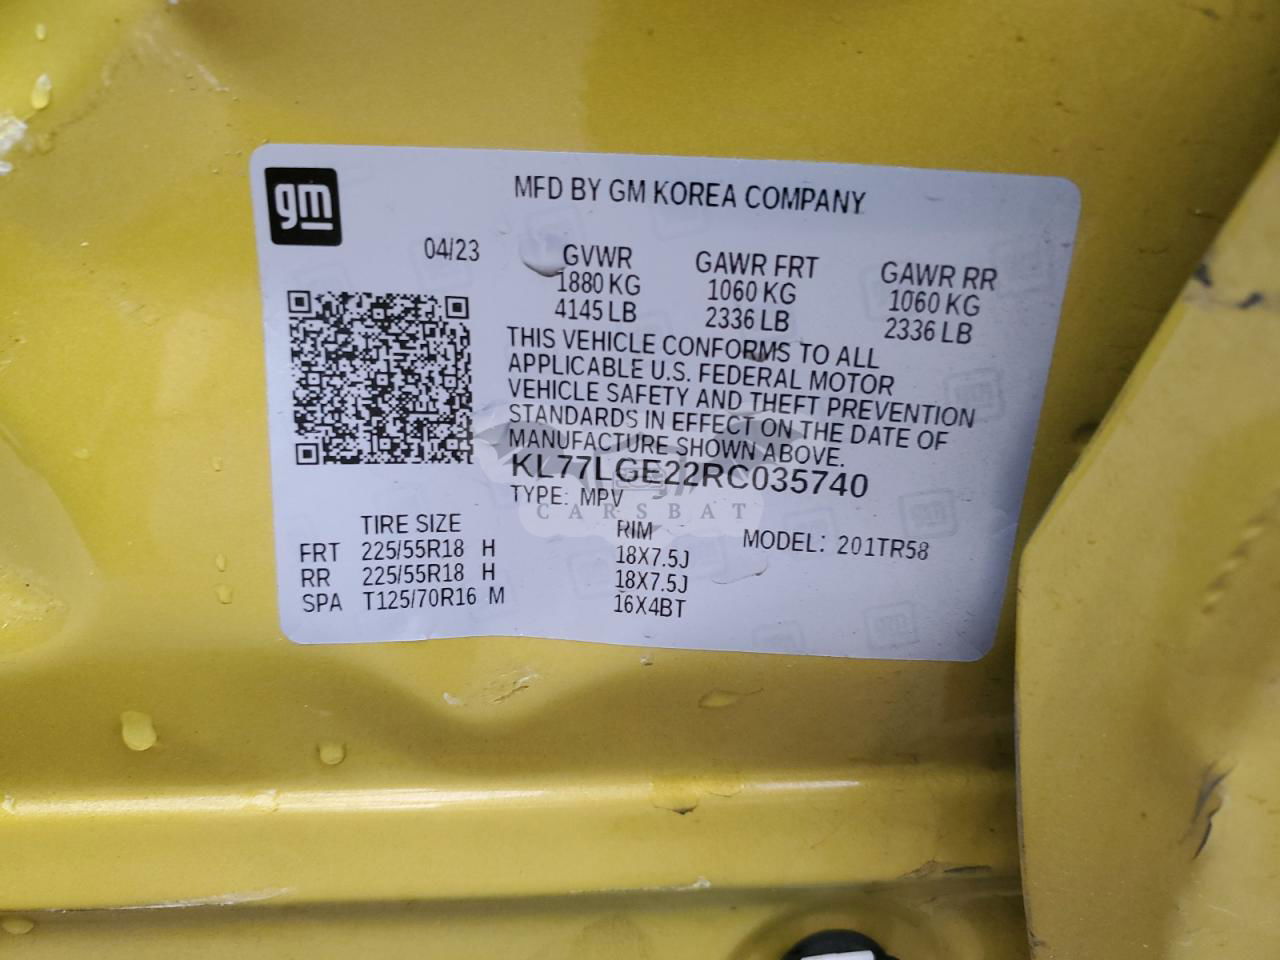 gm
MFD BY GM KOREA COMPANY
04/23
GVWR GAWR FRT GAWR RR
1880 KG 1060 KG 1060 KG
4145 LB 2336 LB 2336 LB
THIS VEHICLE CONFORMS TO ALL
APPLICABLE U.S. FEDERAL MOTOR
VEHICLE SAFETY AND THEFT PREVENTION
STANDARDS IN EFFECT ON THE DATE OF
MANUFACTURE SHOWN ABOVE.
KL77LGE22RC035740
TYPE: MPV
CARSBAT
TIRE SIZE RIM MODEL: 201TR58
FRT 225/55R18 H 18X7.5J
RR 225/55R18 H 18X7.5J
SPA T125/70R16 M 16X4BT